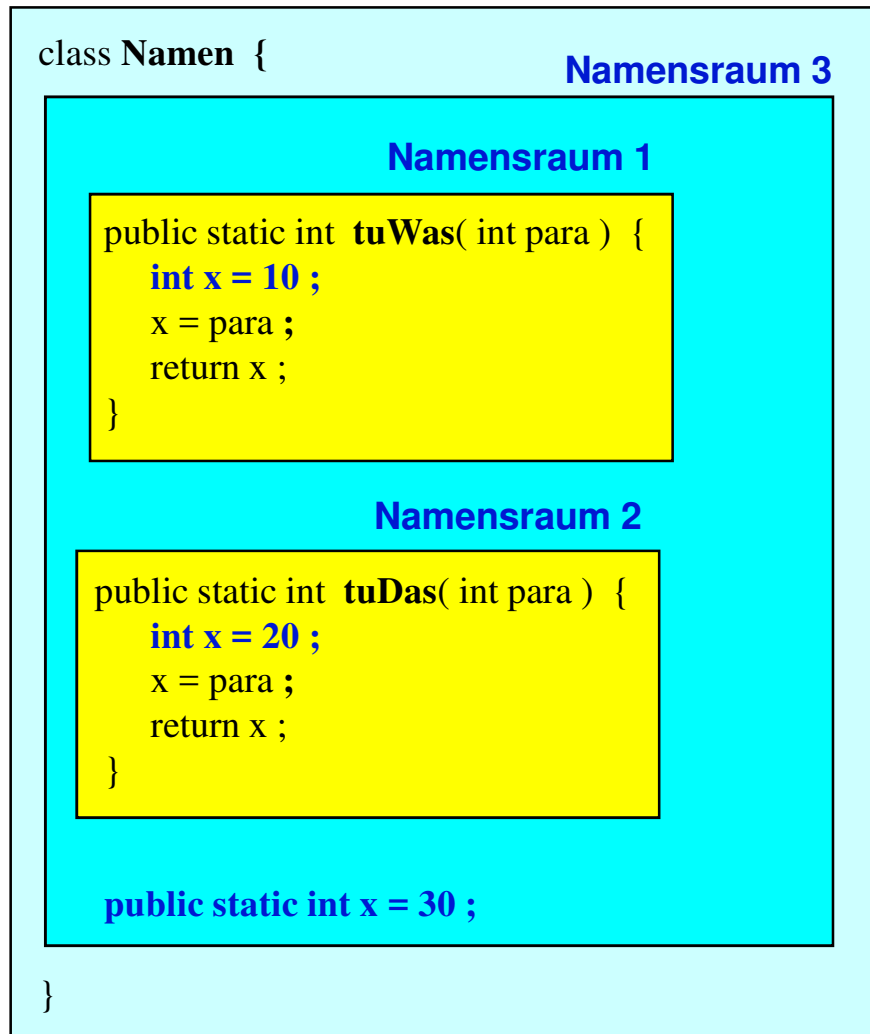 class Namen {
Namensraum 3
Namensraum 1
public static int tuWas( int para ) {
int x = 10 ;
x = para ;
return x ;
}
Namensraum 2
public static int tuDas( int para ) {
int x = 20 ;
x = para ;
return x ;
}
public static int x = 30 ;
}